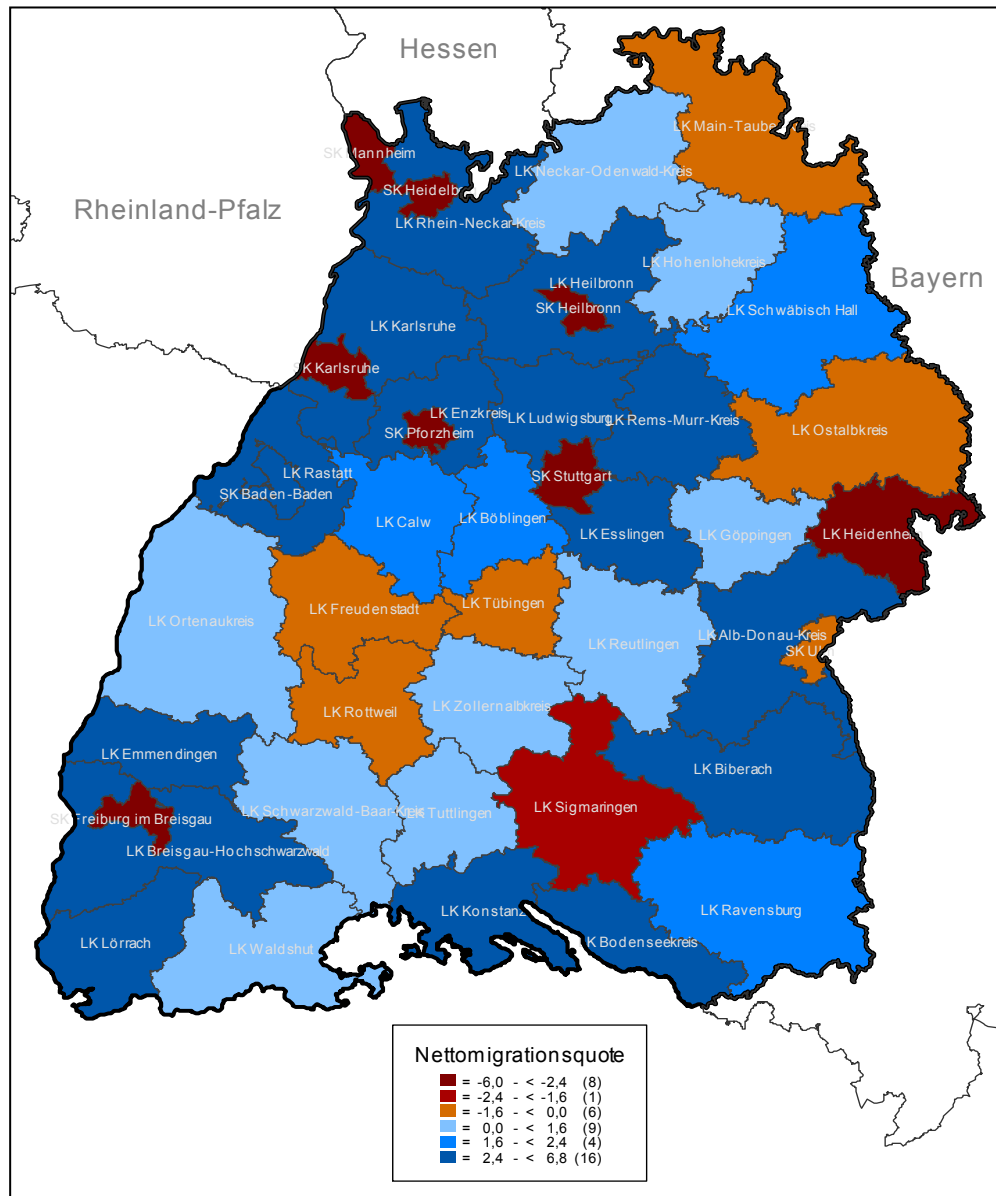 Hessen
LK Main-Taube
SK Mannheim
LK Neckar-Odenwald-Kreis
SK Heidelb
Rheinland-Pfalz
LK Rhein-Neckar-Kreis
LK Hohenlohekreis
Bayern
LK Heilbronn
SK Heilbronn
LK Schwäbisch Hall
LK Karlsruhe
K Karlsruhe
LK Enzkreis
LK Ludwigsburg
LK Rems-Murr-Kreis
LK Ostalbkreis
SK Pforzheim
LK Rastatt
SK Stuttgart
SK Baden-Baden
LK Calw
LK Böblingen
LK Esslingen
LK Göppingen
LK Heidenhei
LK Freudenstadt
LK Tübingen
LK Ortenaukreis
LK Reutlingen
LK Alb-Donau-Kreis
SK U
LK Zollernalbkreis
LK Rottweil
LK Emmendingen
LK Biberach
LK Schwarzwald-Baar-Kreis
LK Tuttlingen
LK Sigmaringen
SK Freiburg im Breisgau
LK Breisgau-Hochschwarzwald
LK Ravensburg
LK Konstanz
LK Lörrach
LK Waldshut
K Bodenseekreis
Nettomigrationsquote
= -6,0 - < -2,4 (8)
= -2,4 - < -1,6 (1)
= -1,6 - < 0,0 (6)
= 0,0 - < 1,6 (9)
= 1,6 - < 2,4 (4)
= 2,4 - < 6,8 (16)